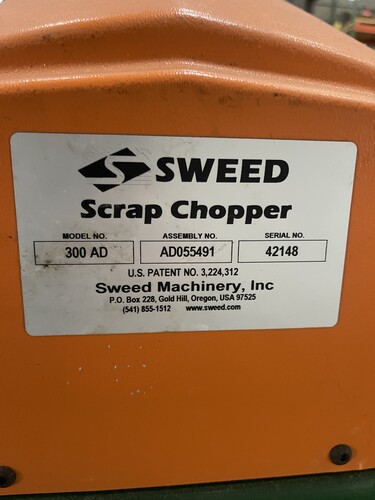 SWEED
Scrap Chopper
MODEL NO. ASSEMBLY NO. SERIAL NO.
300 AD AD055491 42148
U.S. PATENT NO. 3,224,312
Sweed Machinery, Inc
P.O. Box 228, Gold Hill, Oregon, USA 97525
(541) 855-1512 www.sweed.com